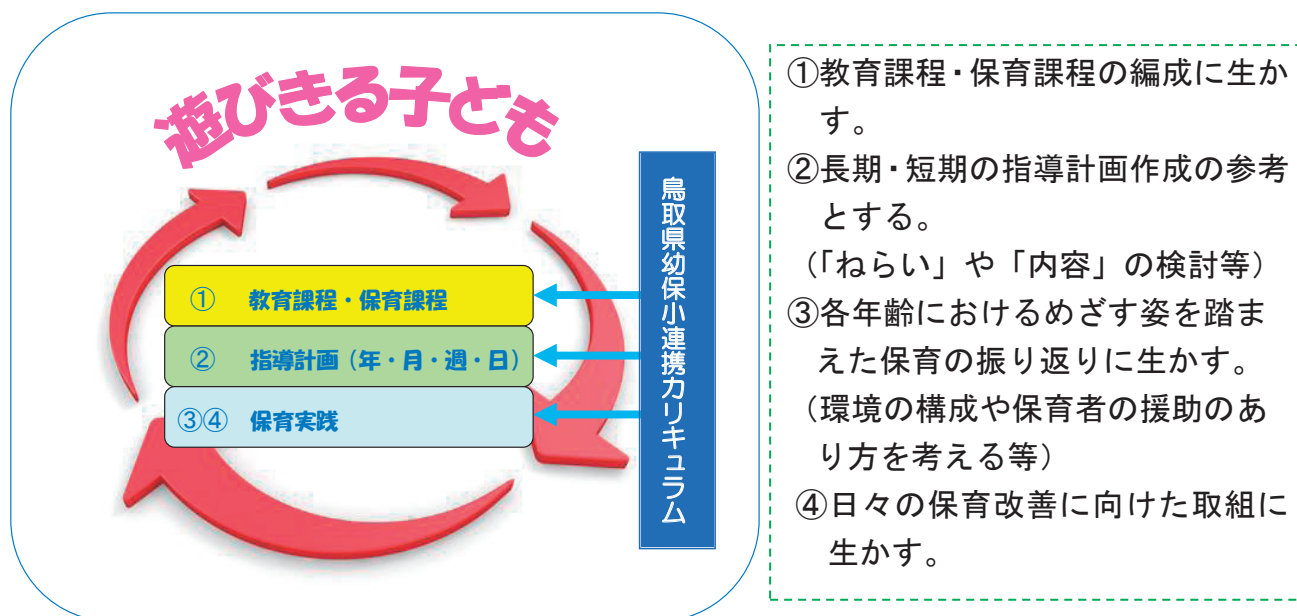 遊びきる子ども
① 教育課程・保育課程
② 指導計画（年・月・週・日）
③④ 保育実践
鳥取県幼保小連携カリキュラム
①教育課程・保育課程の編成に生か
す。
②長期・短期の指導計画作成の参考
とする。
（「ねらい」や「内容」の検討等）
③各年齢におけるめざす姿を踏ま
えた保育の振り返りに生かす。
（環境の構成や保育者の援助のあ
り方を考える等）
④日々の保育改善に向けた取組に
生かす。